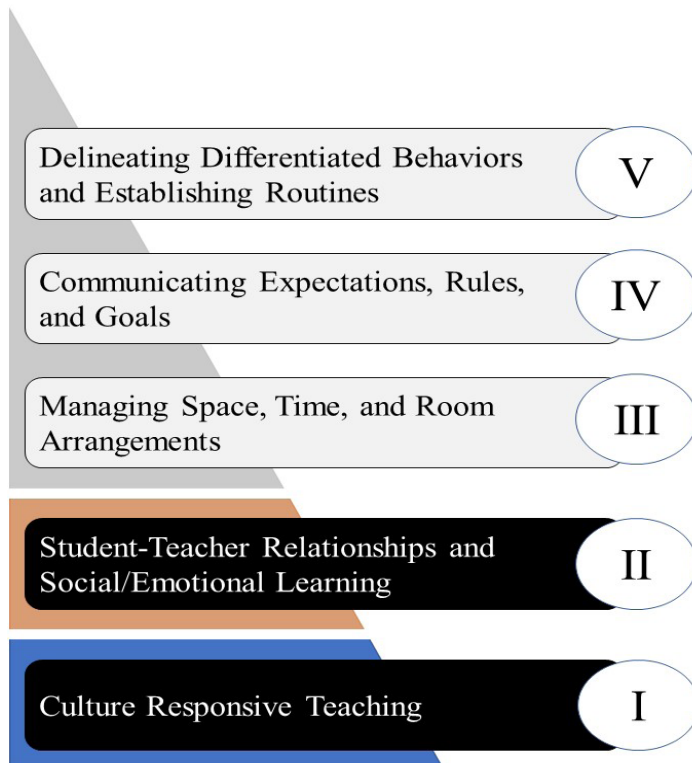 Delineating Differentiated Behaviors
and Establishing Routines
V
Communicating Expectations, Rules,
and Goals
IV
Managing Space, Time, and Room
Arrangements
III
Student-Teacher Relationships and
Social/Emotional Learning
II
Culture Responsive Teaching
I